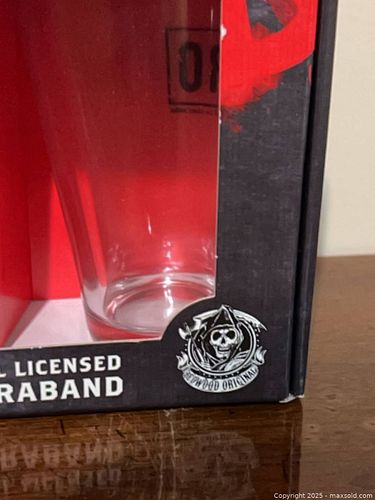 L LICENSED
RABAND
REDWOOD ORIGINAL
Copyright 2025 - maxsold.com